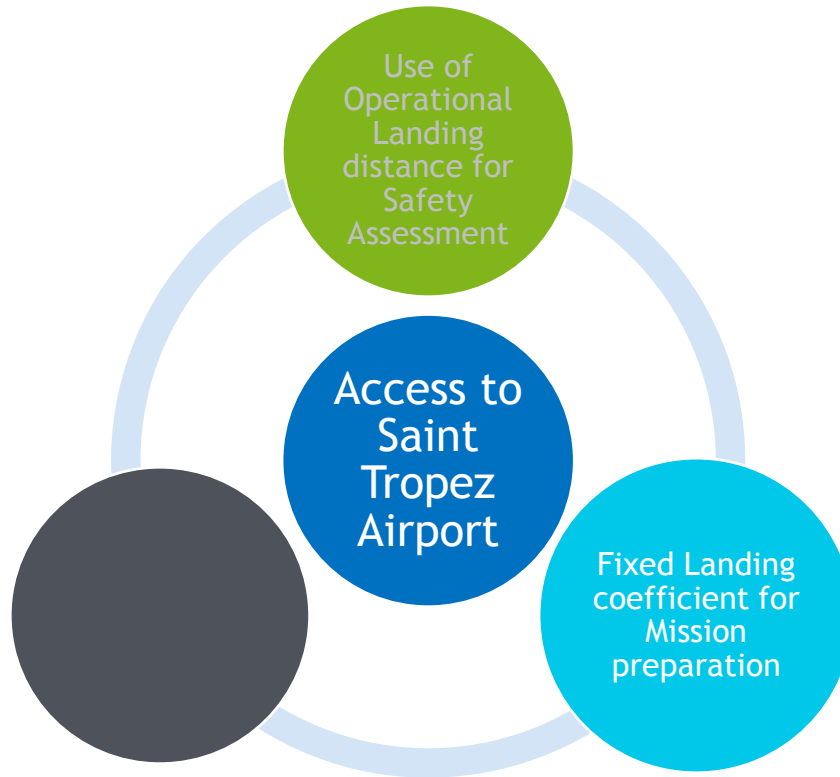 Use of
Operational
Landing
distance for
Safety
Assessment
Access to
Saint
Tropez
Airport
Fixed Landing
coefficient for
Mission
preparation